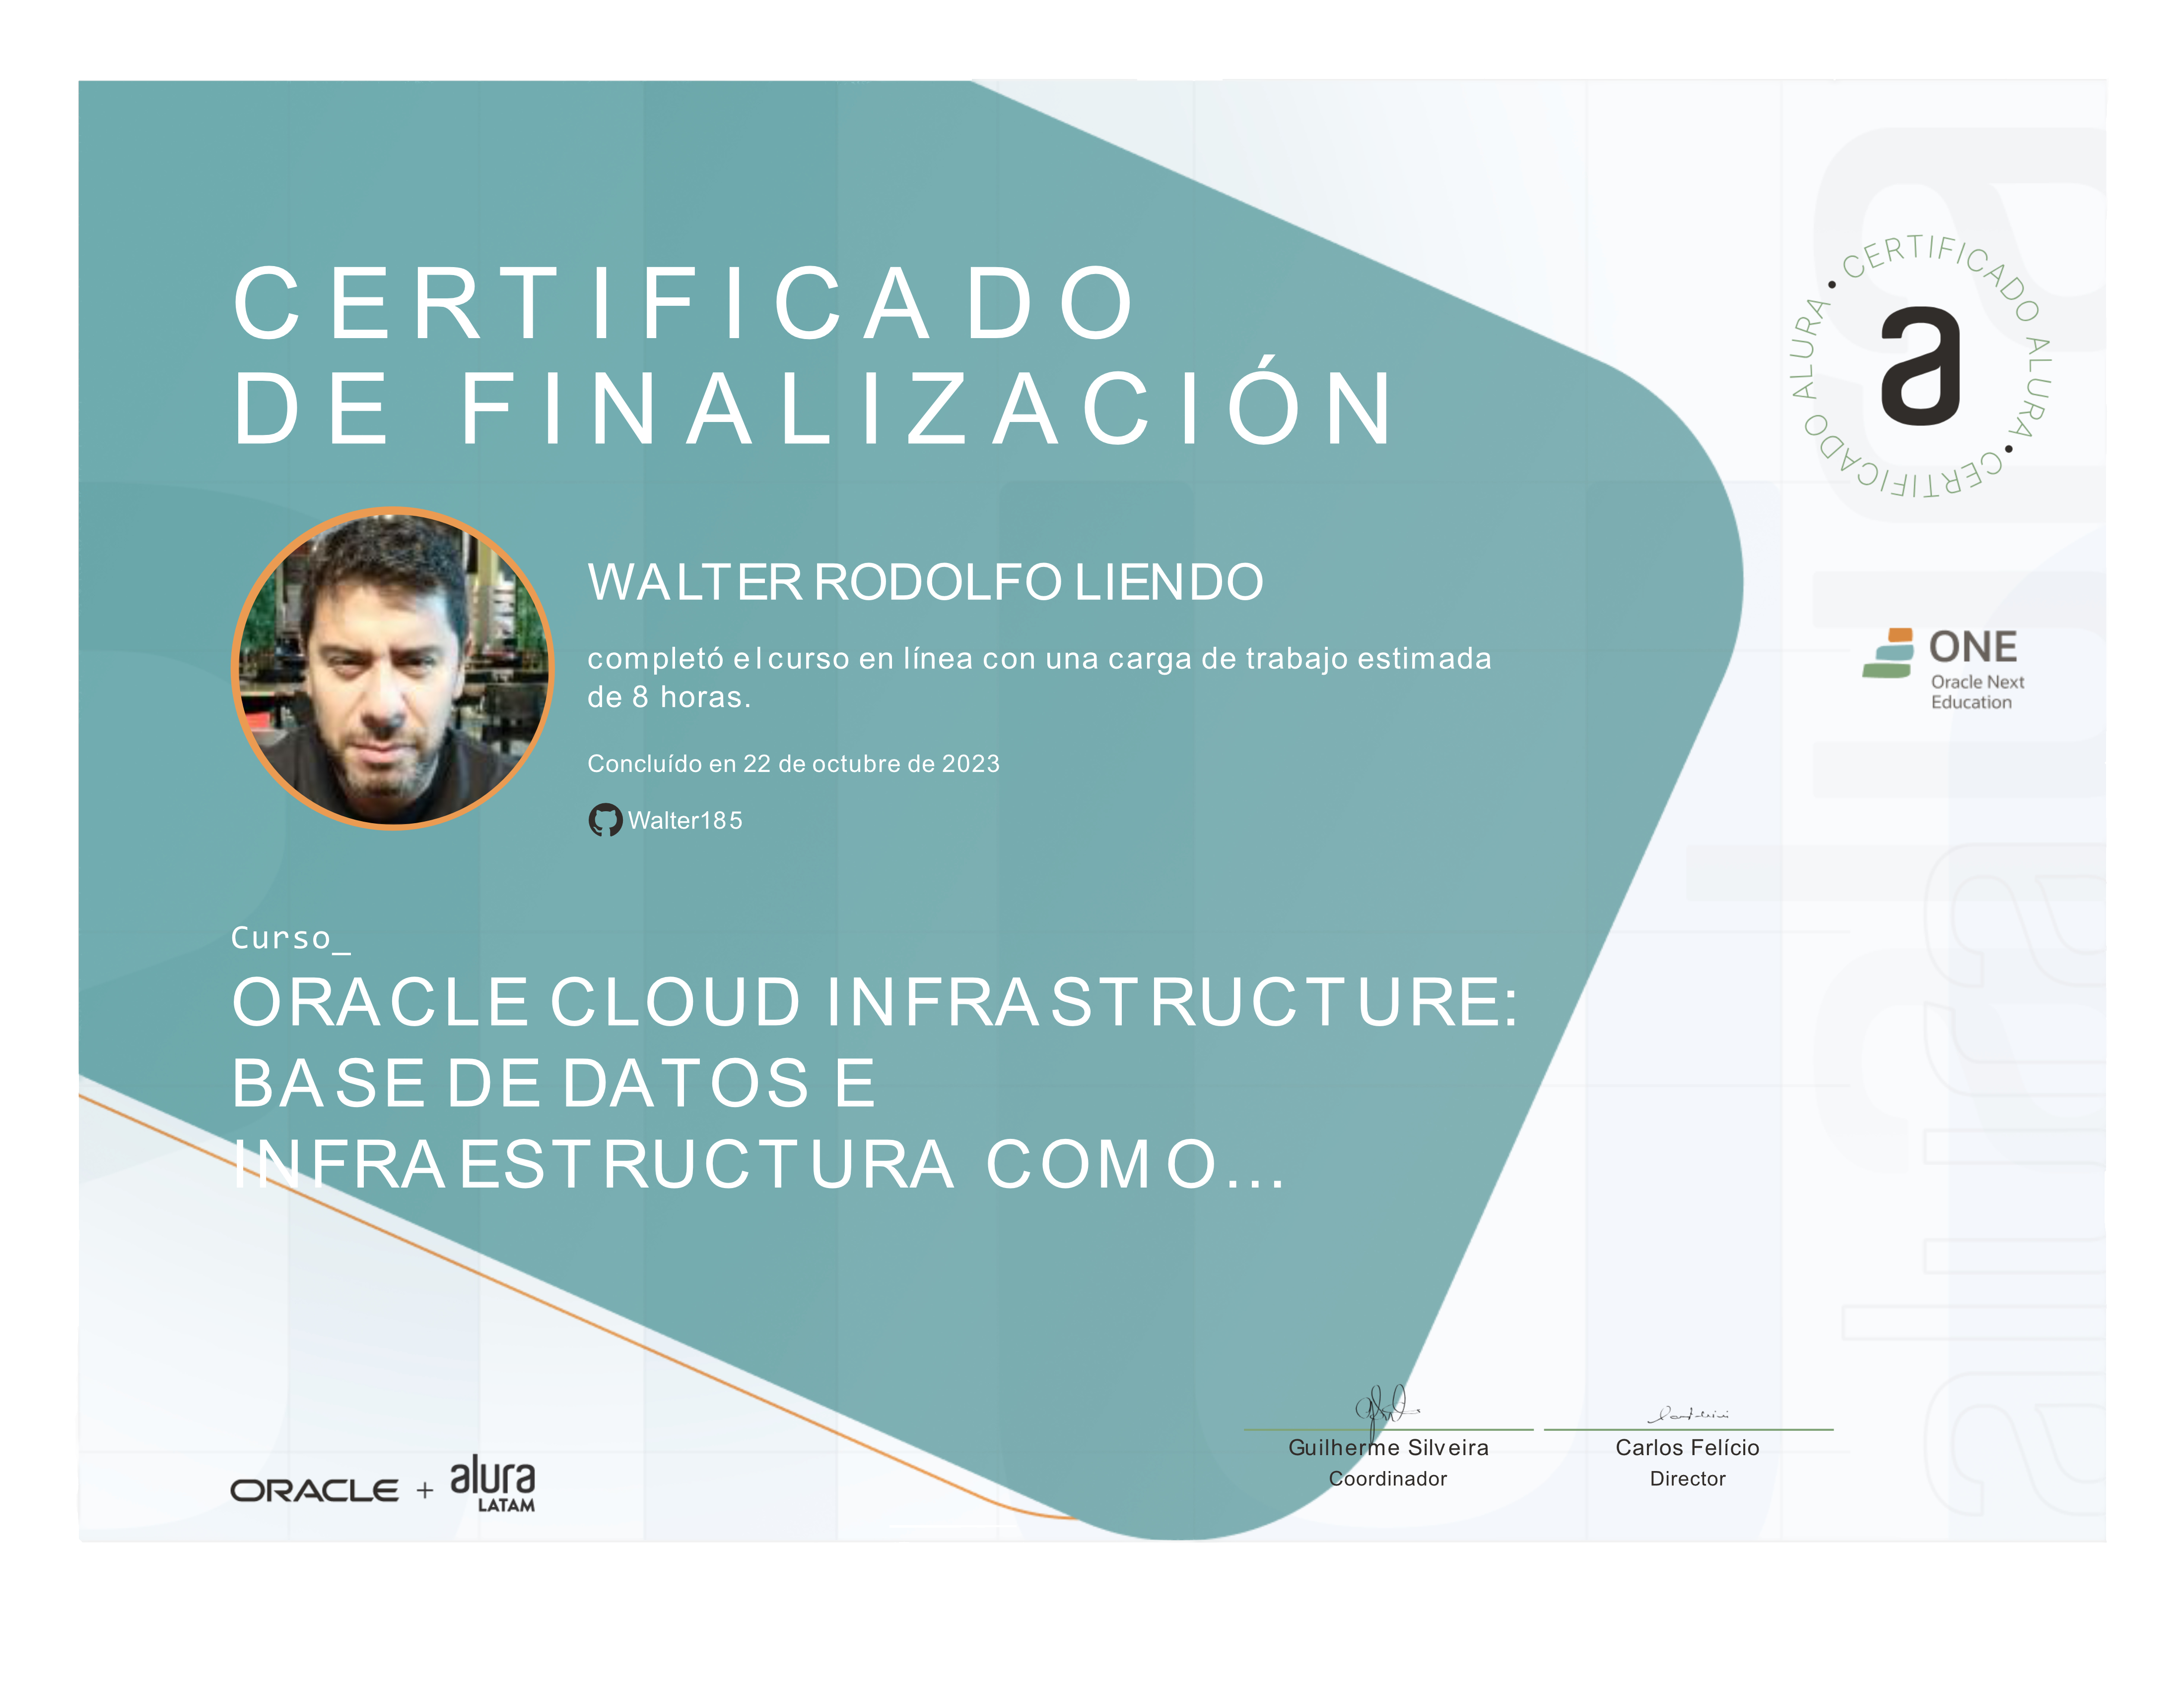 CERTIFICADO
DE FINALIZACIÓN
CERTIFICADO ALURA • CERTIFICADO ALURA •
a
WALTER RODOLFO LIENDO
completó el curso en línea con una carga de trabajo estimada
de 8 horas.
ONE
Oracle Next
Education
Concluído en 22 de octubre de 2023
Walter185
Curso_
ORACLE CLOUD INFRASTRUCTURE:
BASE DE DATOS E
INFRAESTRUCTURA COMO...
Guilherme Silveira
Coordinador
Carlos Felício
Director
ORACLE + alura
LATAM
alura